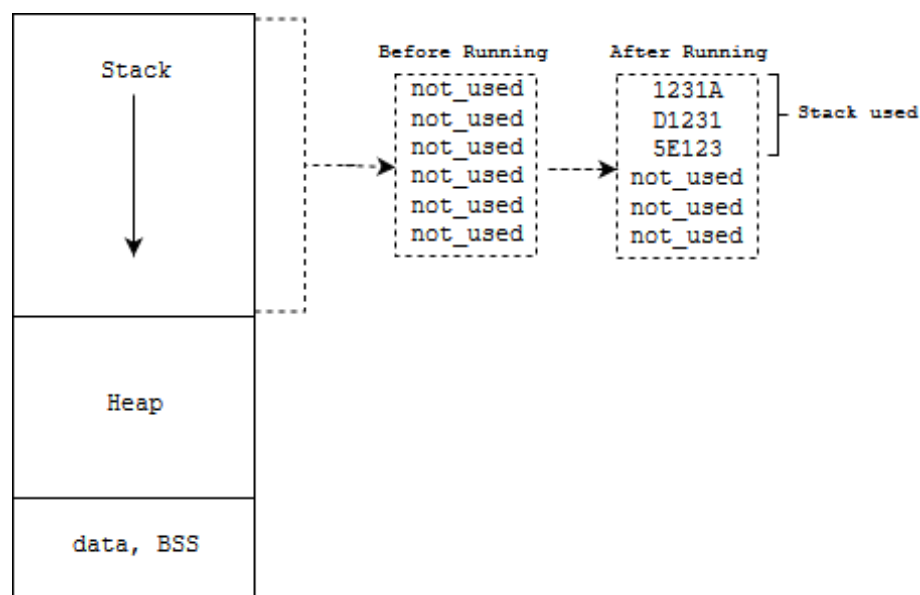 Stack
Heap
data, BSS
Before Running
not_used
not_used
not_used
not_used
not_used
not_used
After Running
1231A
D1231
5E123
not_used
not_used
not_used
Stack used